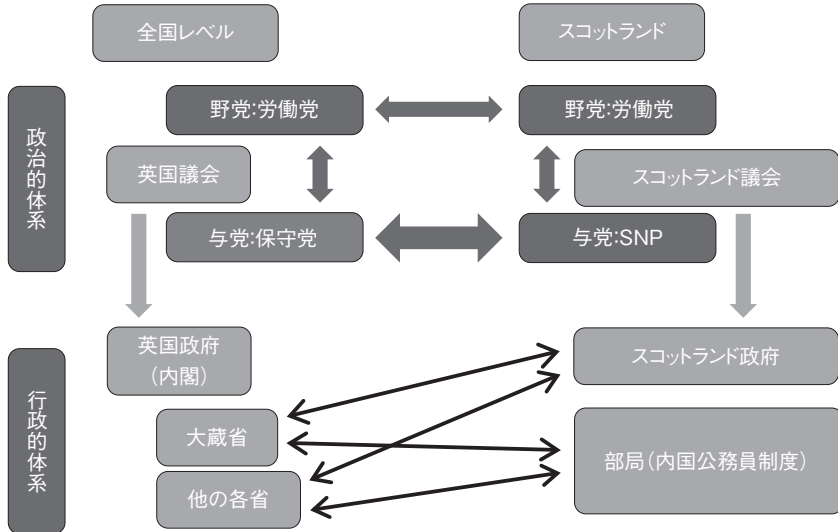 全国レベル
スコットランド
政治的体系
野党:労働党
野党:労働党
英国議会
スコットランド議会
与党:保守党
与党:SNP
行政的体系
英国政府
(内閣)
スコットランド政府
大蔵省
部局(内国公務員制度)
他の各省